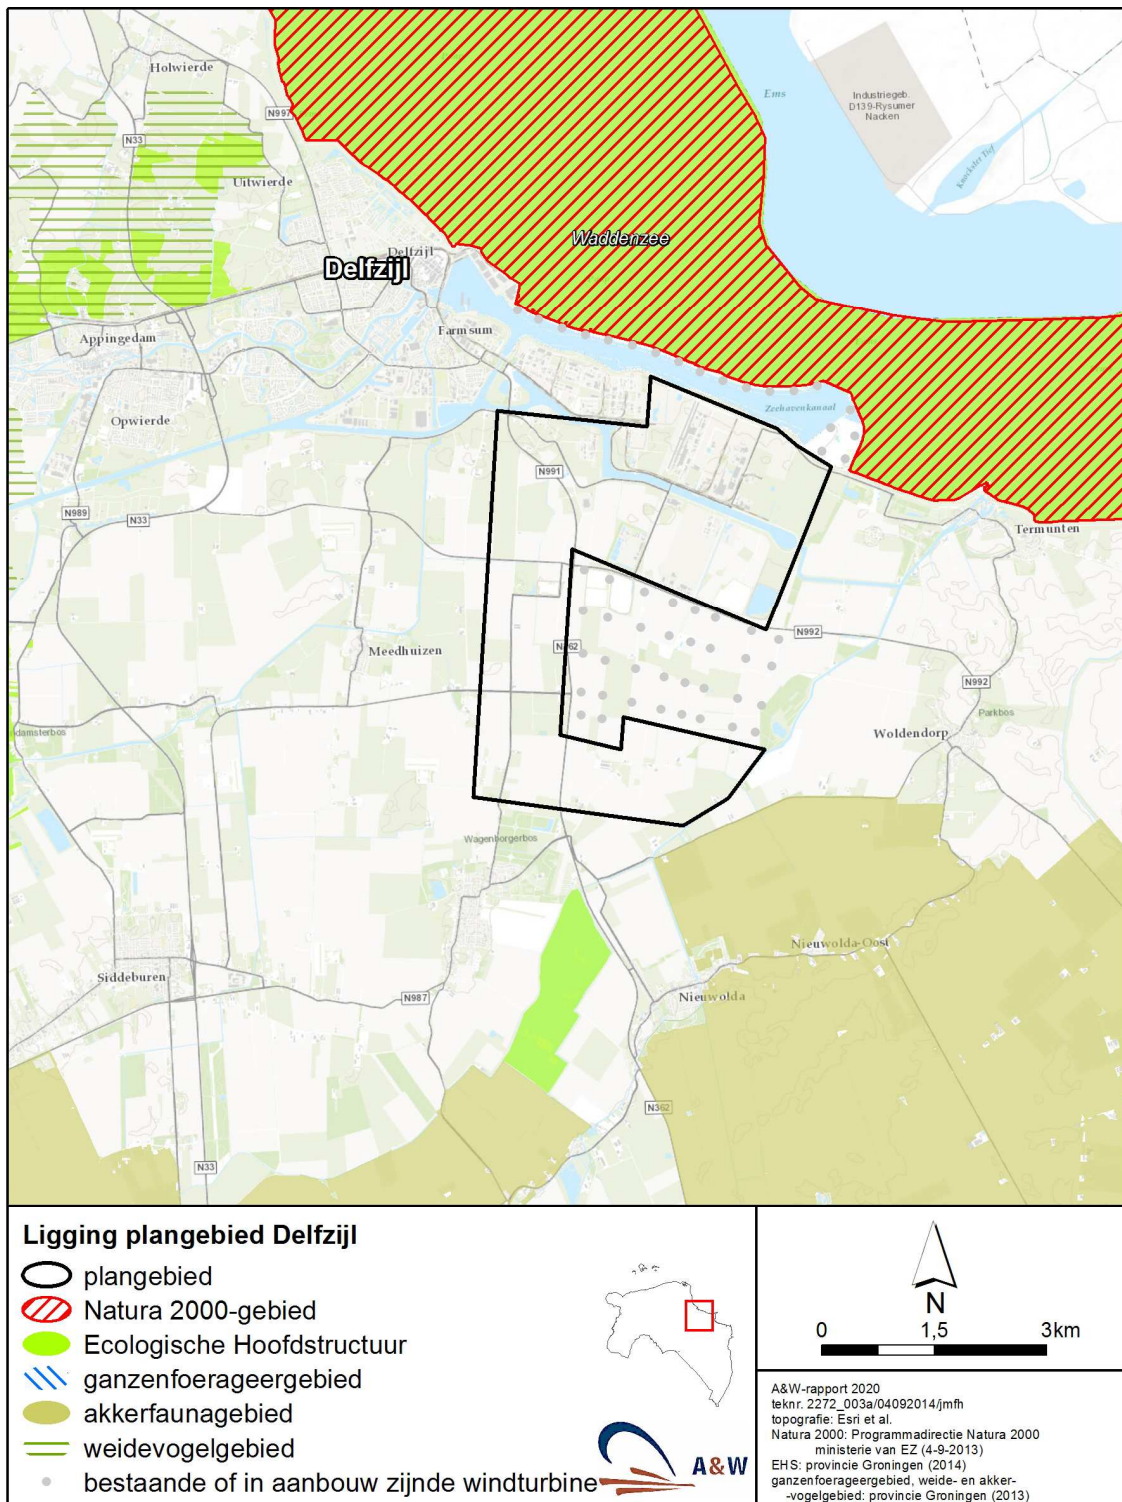 Holwierde
N997
N33
Uitwierde
Ems
Industriegeb.
D139-Rysumer
Nacken
Knockster Tief
Waddenzee
Delfzijl
Delfzijl
Farmsum
Appingedam
Opwierde
Zeehavenkanaal
N991
N989
N33
Termunten
Meedhuizen
N362
N992
N992
Parkbos
Woldendorp
damsterbos
Wagenborgerbos
Nieuwolda-Oost
Siddeburen
N987
Nieuwolda
N362
N33
Ligging plangebied Delfzijl
plangebied
Natura 2000-gebied
Ecologische Hoofdstructuur
ganzenfoerageergebied
akkerfaunagebied
weidevogelgebied
bestaande of in aanbouw zijnde windturbine
A&W
N
0 1,5 3km
A&W-rapport 2020
teknr. 2272_003a/04092014/jmfh
topografie: Esri et al.
Natura 2000: Programmadirectie Natura 2000
ministerie van EZ (4-9-2013)
EHS: provincie Groningen (2014)
ganzenfoerageergebied, weide- en akker-
-vogelgebied: provincie Groningen (2013)